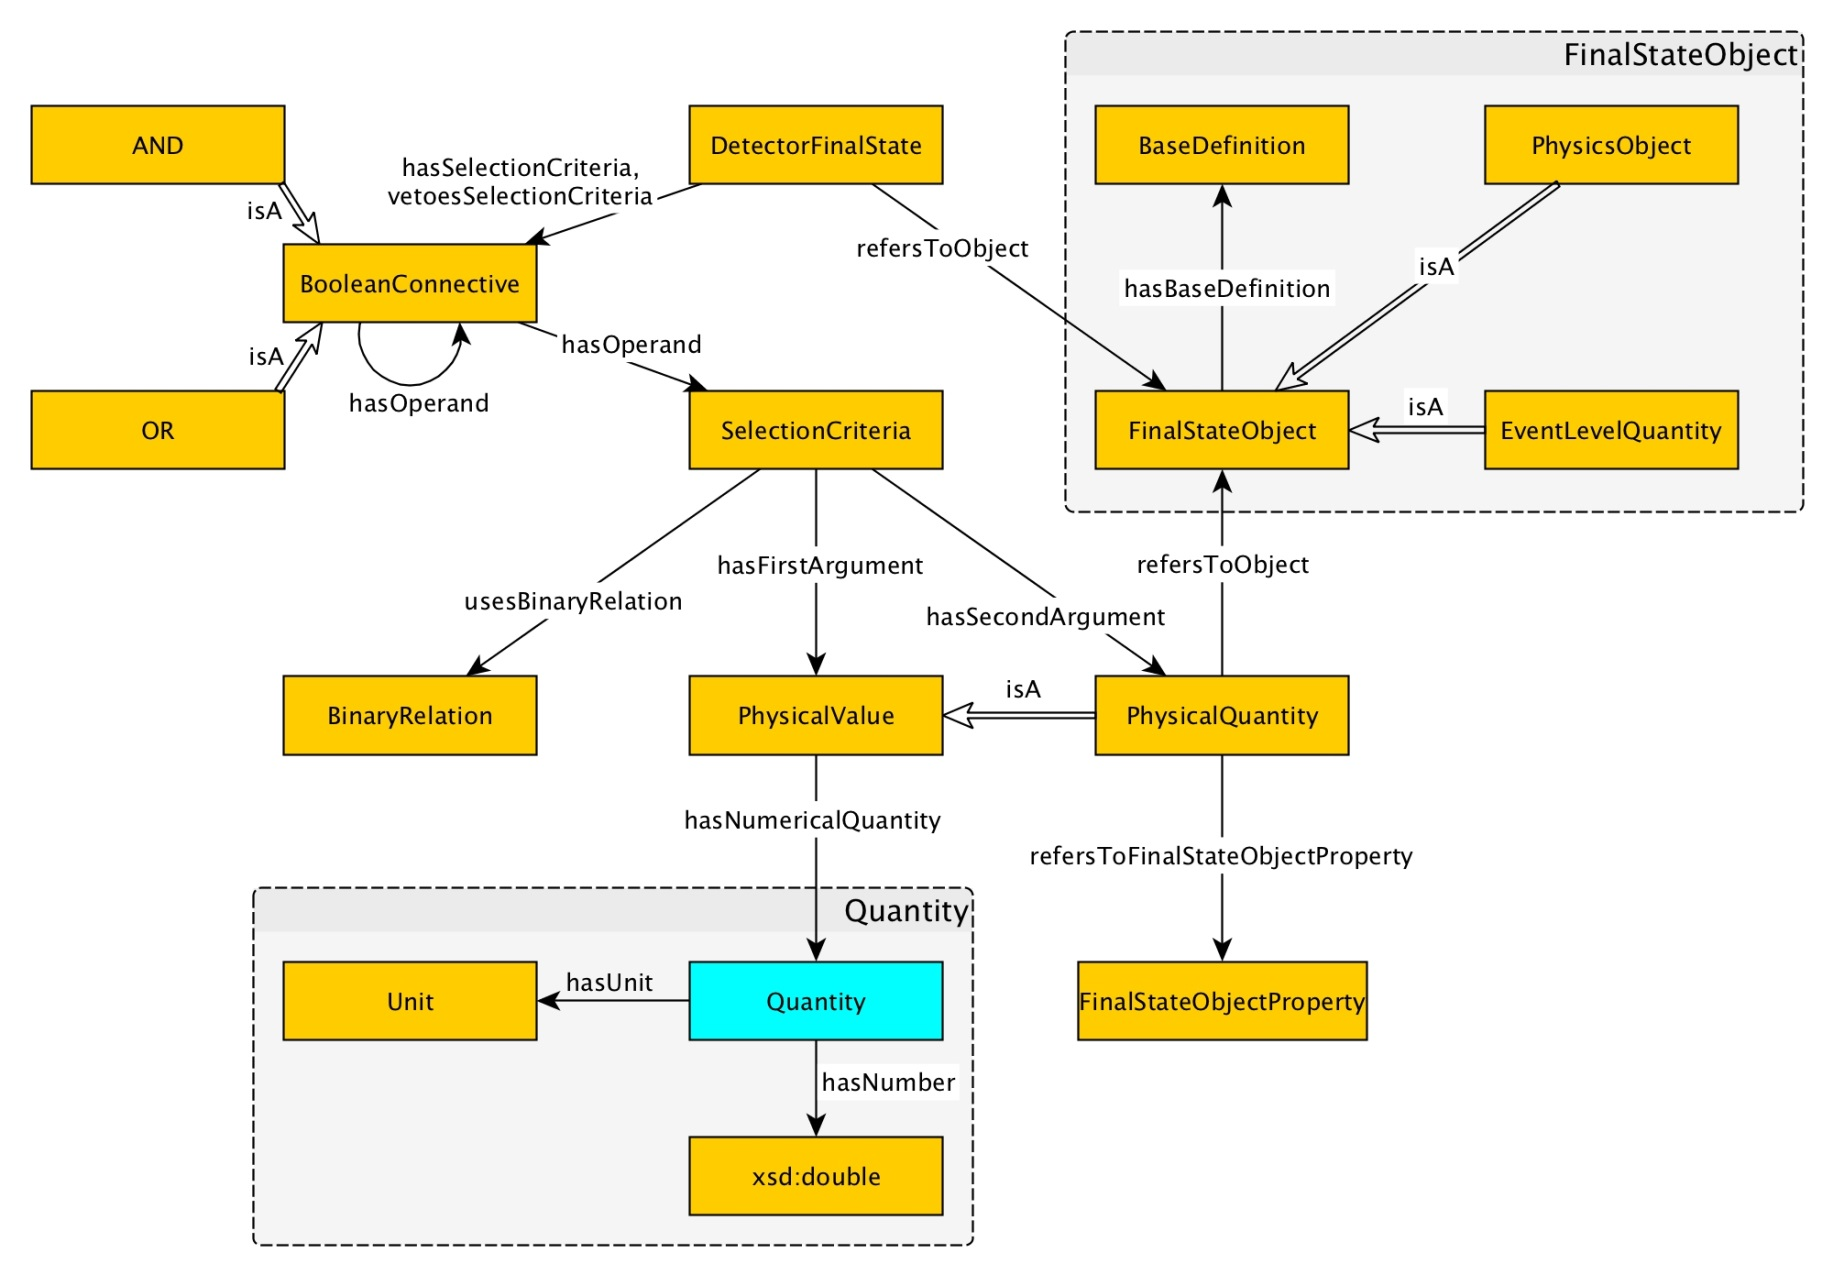 FinalStateObject
AND
DetectorFinalState
BaseDefinition
PhysicsObject
hasSelectionCriteria,
vetoesSelectionCriteria
isA
refersToObject
isA
BooleanConnective
hasBaseDefinition
hasOperand
isA
hasOperand
isA
OR
SelectionCriteria
FinalStateObject
EventLevelQuantity
hasFirstArgument
refersToObject
usesBinaryRelation
hasSecondArgument
isA
BinaryRelation
PhysicalValue
PhysicalQuantity
hasNumericalQuantity
refersToFinalStateObjectProperty
Quantity
hasUnit
Unit
Quantity
FinalStateObjectProperty
hasNumber
xsd:double